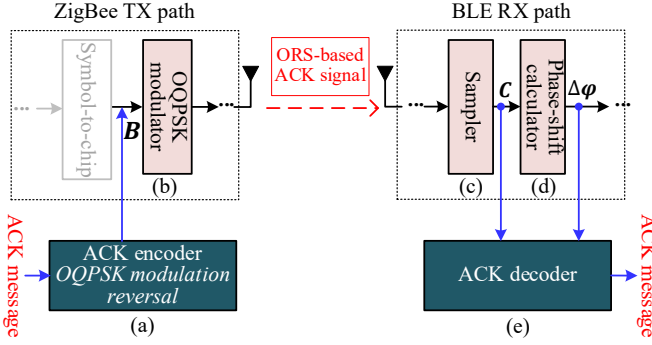 ZigBee TX path
BLE RX path
Symbol-to-chip
OQPSK
modulator
ORS-based
ACK signal
Sampler
Phase-shift
calculator
B
C
Δφ
(b)
(c)
(d)
ACK message
ACK encoder
OQPSK modulation
reversal
ACK decoder
ACK message
(a)
(e)